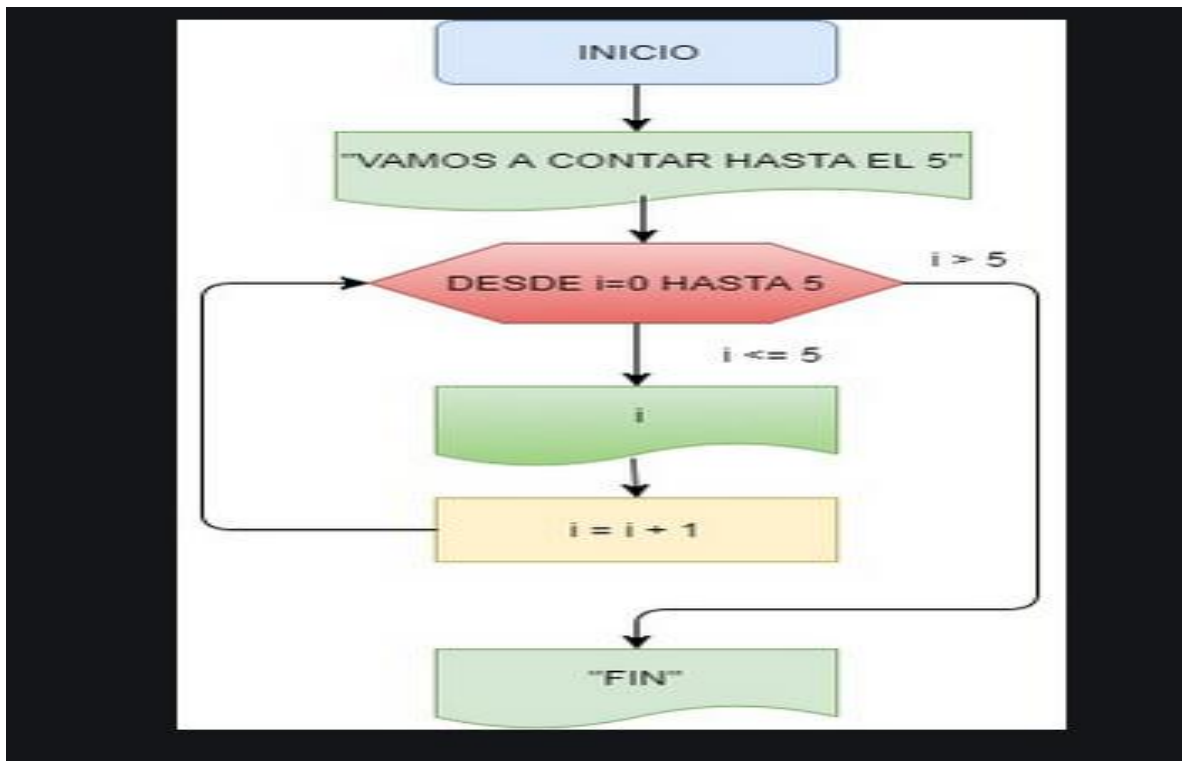 INICIO
"VAMOS A CONTAR HASTA EL 5"
i > 5
DESDE i=0 HASTA 5
i <= 5
i
i = i + 1
"FIN"